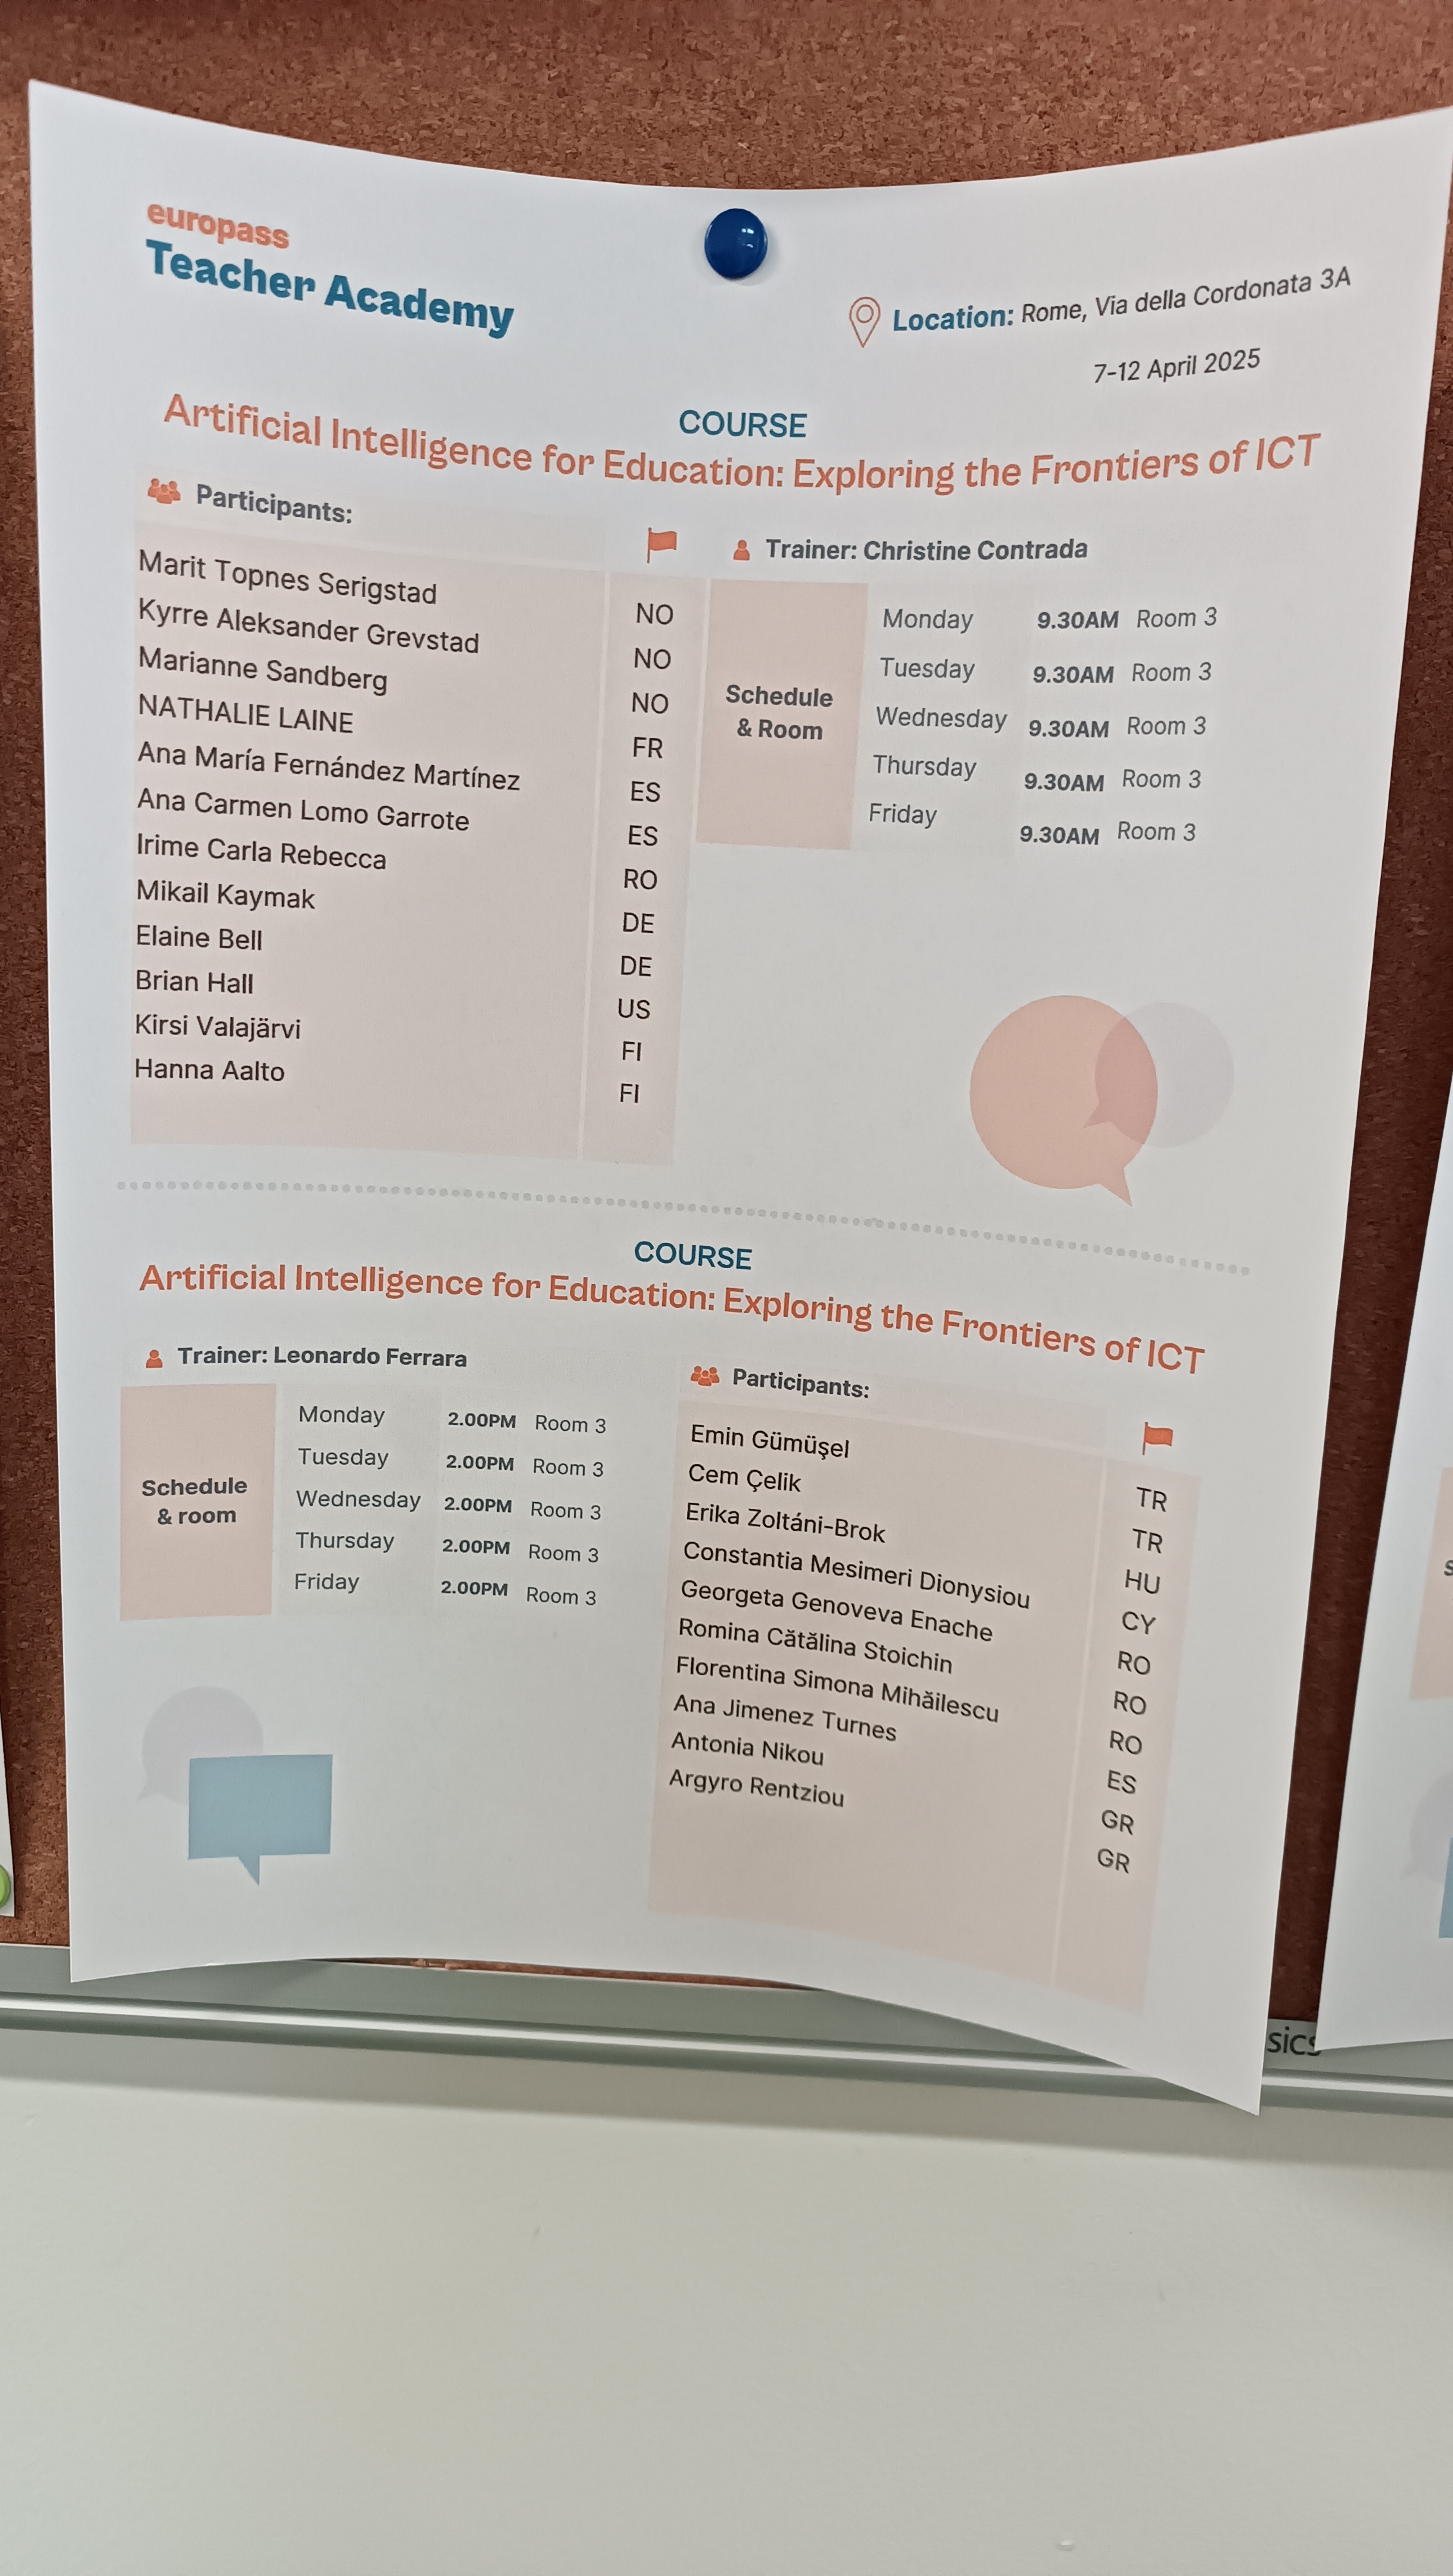 europass
Teacher Academy
Location: Rome, Via della Cordonata 3A
7-12 April 2025
COURSE
Artificial Intelligence for Education: Exploring the Frontiers of ICT
Participants:
Marit Topnes Serigstad NO
Kyrre Aleksander Grevstad NO
Marianne Sandberg NO
NATHALIE LAINE FR
Ana María Fernández Martínez ES
Ana Carmen Lomo Garrote ES
Irime Carla Rebecca RO
Mikail Kaymak DE
Elaine Bell DE
Brian Hall US
Kirsi Valajärvi FI
Hanna Aalto FI
Trainer: Christine Contrada
Schedule
& Room
Monday 9.30AM Room 3
Tuesday 9.30AM Room 3
Wednesday 9.30AM Room 3
Thursday 9.30AM Room 3
Friday 9.30AM Room 3
COURSE
Artificial Intelligence for Education: Exploring the Frontiers of ICT
Trainer: Leonardo Ferrara
Schedule
& room
Monday 2.00PM Room 3
Tuesday 2.00PM Room 3
Wednesday 2.00PM Room 3
Thursday 2.00PM Room 3
Friday 2.00PM Room 3
Participants:
Emin Gümüşel TR
Cem Çelik TR
Erika Zoltáni-Brok HU
Constantia Mesimeri Dionysiou CY
Georgeta Genoveva Enache RO
Romina Cătălina Stoichin RO
Florentina Simona Mihăilescu RO
Ana Jimenez Turnes ES
Antonia Nikou GR
Argyro Rentziou GR